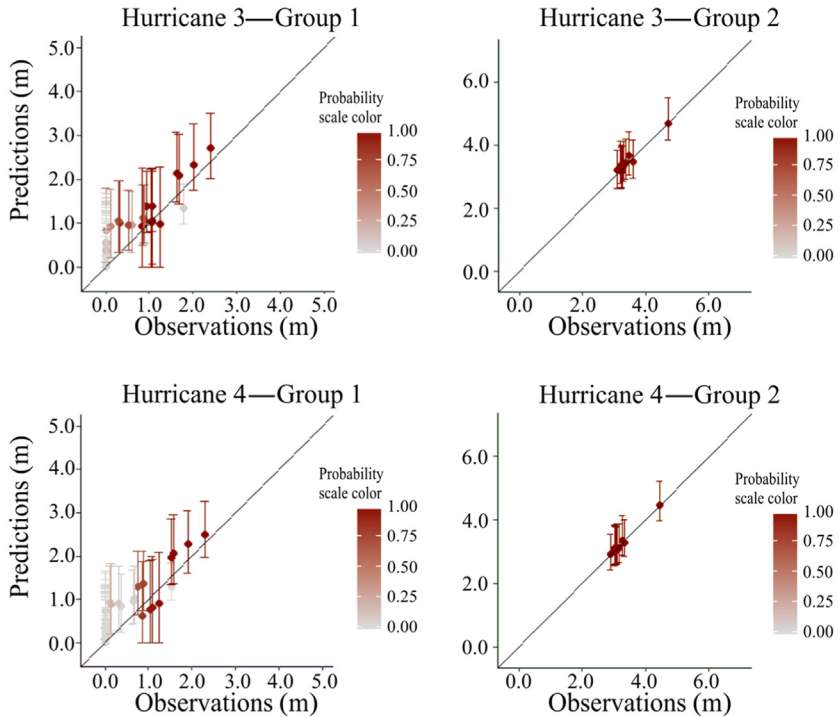 Hurricane 3—Group 1
Predictions (m)
5.0
4.0
3.0
2.0
1.0
0.0
0.0 1.0 2.0 3.0 4.0 5.0
Observations (m)
Probability
scale color
1.00
0.75
0.50
0.25
0.00
Hurricane 3—Group 2
6.0
4.0
2.0
0.0
0.0 2.0 4.0 6.0
Observations (m)
Probability
scale color
1.00
0.75
0.50
0.25
0.00
Hurricane 4—Group 1
Predictions (m)
5.0
4.0
3.0
2.0
1.0
0.0
0.0 1.0 2.0 3.0 4.0 5.0
Observations (m)
Probability
scale color
1.00
0.75
0.50
0.25
0.00
Hurricane 4—Group 2
6.0
4.0
2.0
0.0
0.0 2.0 4.0 6.0
Observations (m)
Probability
scale color
1.00
0.75
0.50
0.25
0.00